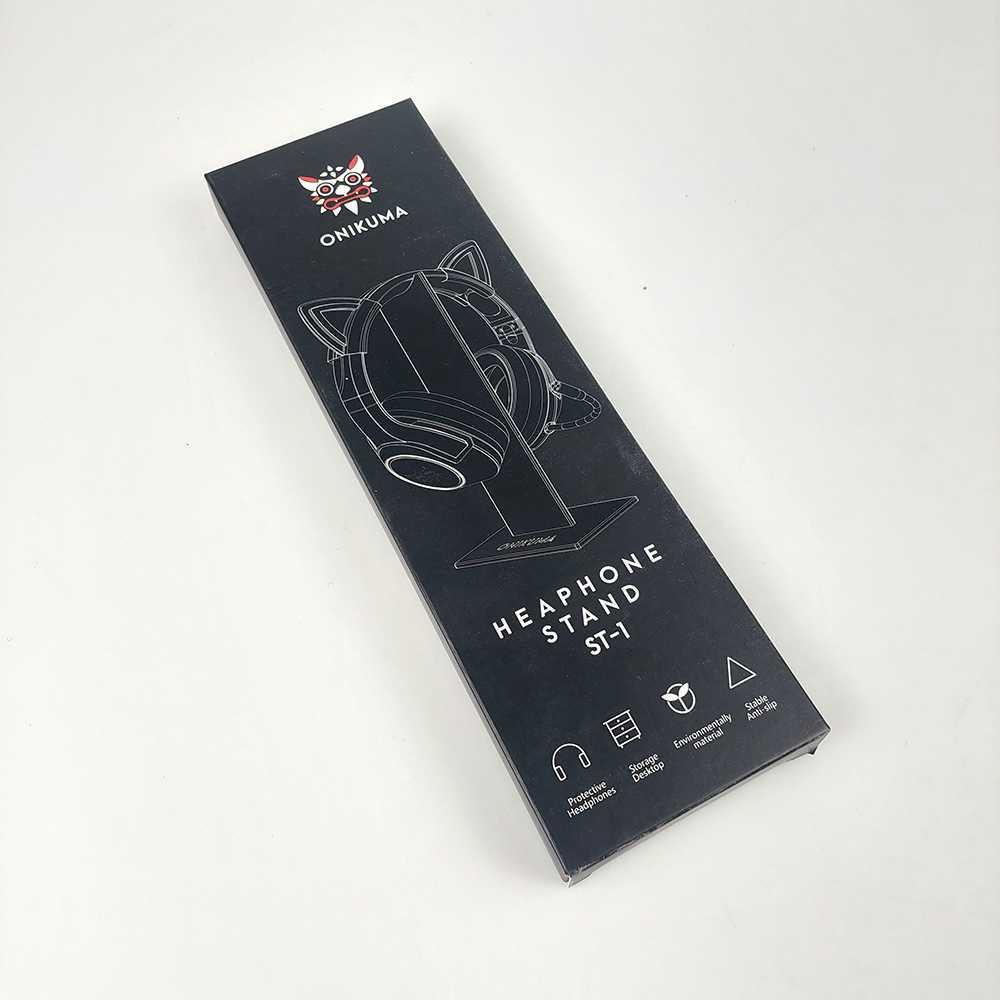 ONIKUMA
ONIKUMA
HEAPHONE
STAND
ST-1
Protective
Headphones
Storage
Desktop
Environmentally
material
Stable
Anti-slip